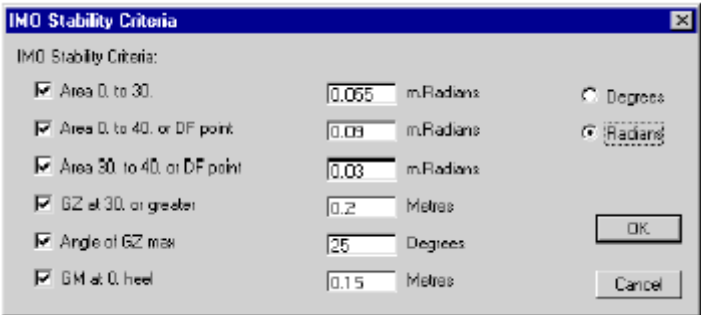 IMO Stability Criteria
IMO Stability Criteria:
Area 0. to 30. 0.055 m.Radians
Degrees
Area 0. to 40. or DF point 0.09 m.Radians
Radians
Area 30. to 40. or DF point 0.03 m.Radians
GZ at 30. or greater 0.2 Metres
OK
Angle of GZ max 25 Degrees
GM at 0. heel 0.15 Metres
Cancel